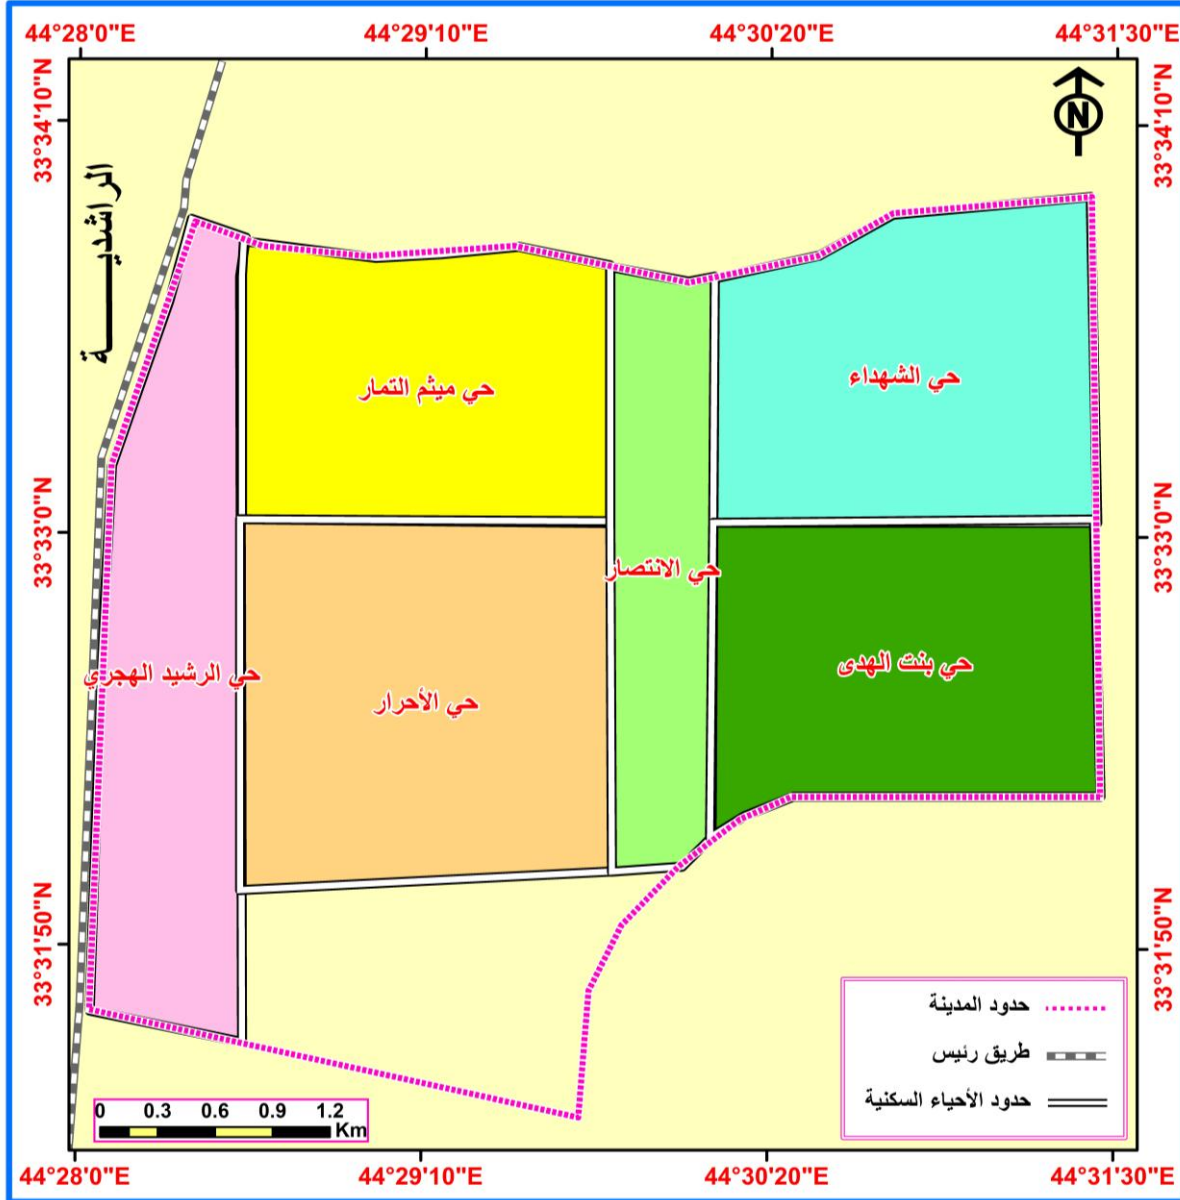 44°28'0"E
44°29'10"E
44°30'20"E
44°31'30"E
33°34'10"N
33°34'10"N
N
الراشديـــــــة
حي الشهداء
حي ميثم التمار
33°33'0"N
33°33'0"N
حي الانتصار
حي بنت الهدى
حي الرشيد الهجري
حي الأحرار
33°31'50"N
33°31'50"N
حدود المدينة
طريق رئيس
حدود الأحياء السكنية
0 0.3 0.6 0.9 1.2
Km
44°28'0"E
44°29'10"E
44°30'20"E
44°31'30"E